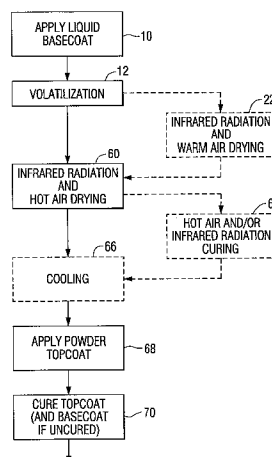 APPLY LIQUID
BASECOAT
10
12
VOLATILIZATION
22
INFRARED RADIATION
AND
WARM AIR DRYING
60
INFRARED RADIATION
AND
HOT AIR DRYING
6
HOT AIR AND/OR
INFRARED RADIATION
CURING
66
COOLING
APPLY POWDER
TOPCOAT
68
CURE TOPCOAT
(AND BASECOAT
IF UNCURED)
70